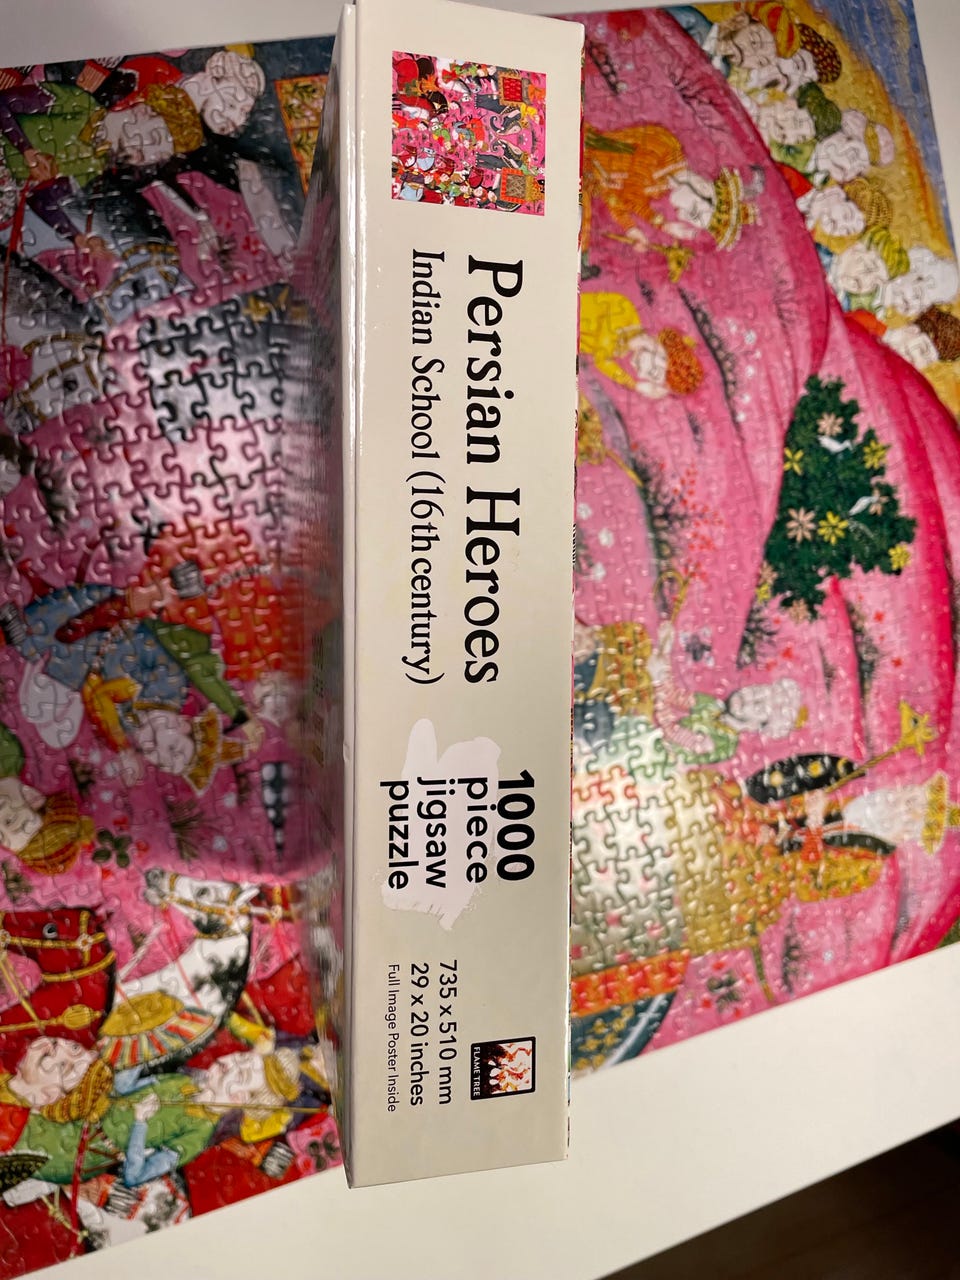 Persian Heroes
Indian School (16th century)
1000
piece
jigsaw
puzzle
735 x 510 mm
29 x 20 inches
Full Image Poster Inside
FLAME TREE